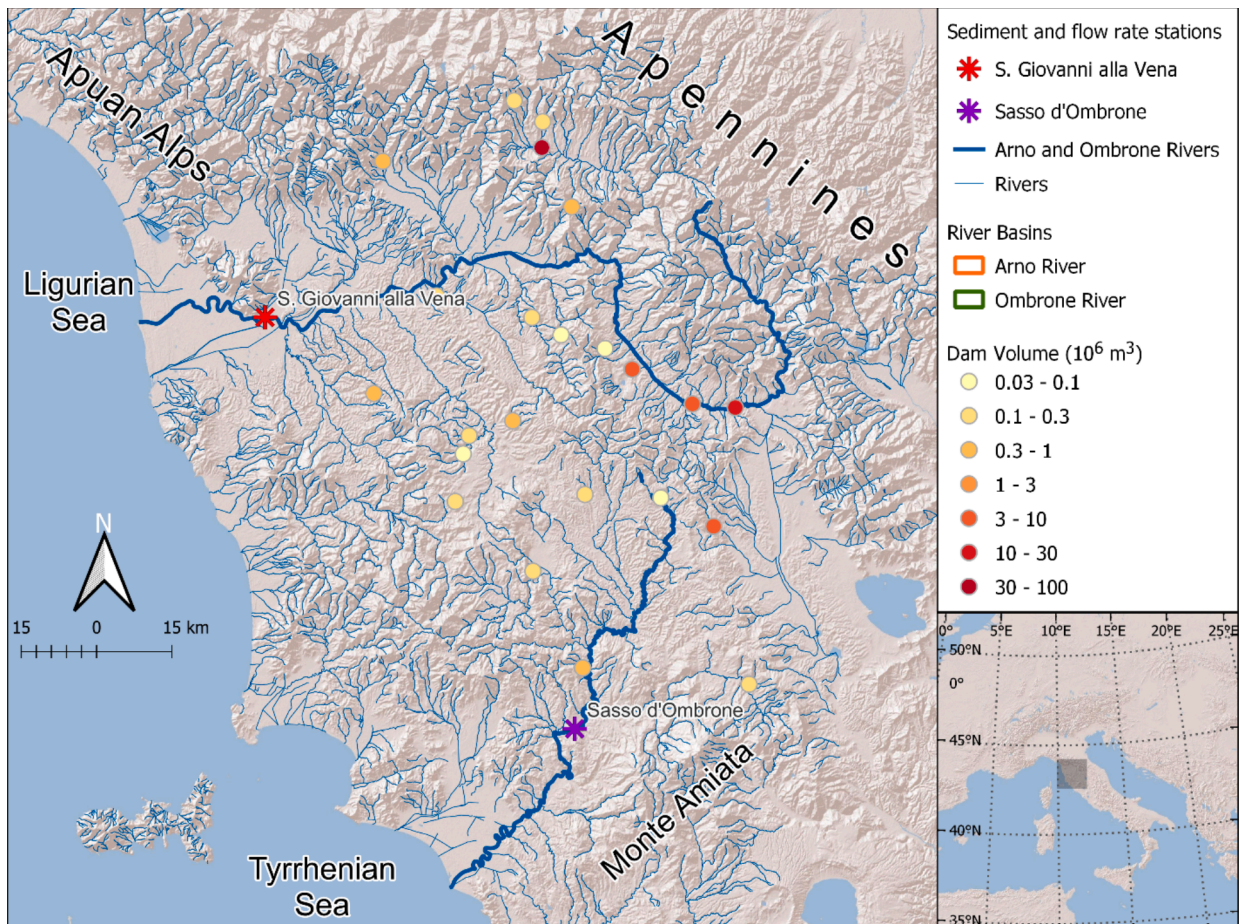 Apuan Alps
Apennines
Ligurian
Sea
S. Giovanni alla Vena
N
15 0 15 km
Sasso d'Ombrone
Monte Amiata
Tyrrhenian
Sea
Sediment and flow rate stations
S. Giovanni alla Vena
Sasso d'Ombrone
Arno and Ombrone Rivers
Rivers
River Basins
Arno River
Ombrone River
Dam Volume (10⁶ m³)
0.03 - 0.1
0.1 - 0.3
0.3 - 1
1 - 3
3 - 10
10 - 30
30 - 100
0° 5°E 10°E 15°E 20°E 25°E
50°N
0°
45°N
40°N
35°N